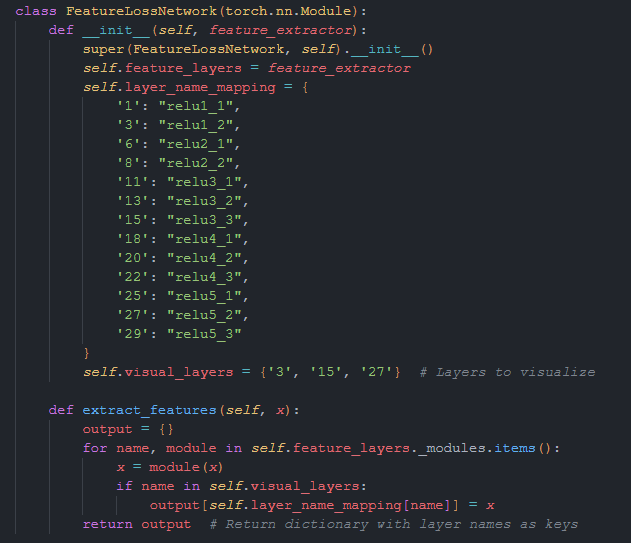 class FeatureLossNetwork(torch.nn.Module):
    def __init__(self, feature_extractor):
        super(FeatureLossNetwork, self).__init__()
        self.feature_layers = feature_extractor
        self.layer_name_mapping = {
            '1': "relu1_1",
            '3': "relu1_2",
            '6': "relu2_1",
            '8': "relu2_2",
            '11': "relu3_1",
            '13': "relu3_2",
            '15': "relu3_3",
            '18': "relu4_1",
            '20': "relu4_2",
            '22': "relu4_3",
            '25': "relu5_1",
            '27': "relu5_2",
            '29': "relu5_3"
        }
        self.visual_layers = {'3', '15', '27'}  # Layers to visualize

    def extract_features(self, x):
        output = {}
        for name, module in self.feature_layers._modules.items():
            x = module(x)
            if name in self.visual_layers:
                output[self.layer_name_mapping[name]] = x
        return output  # Return dictionary with layer names as keys